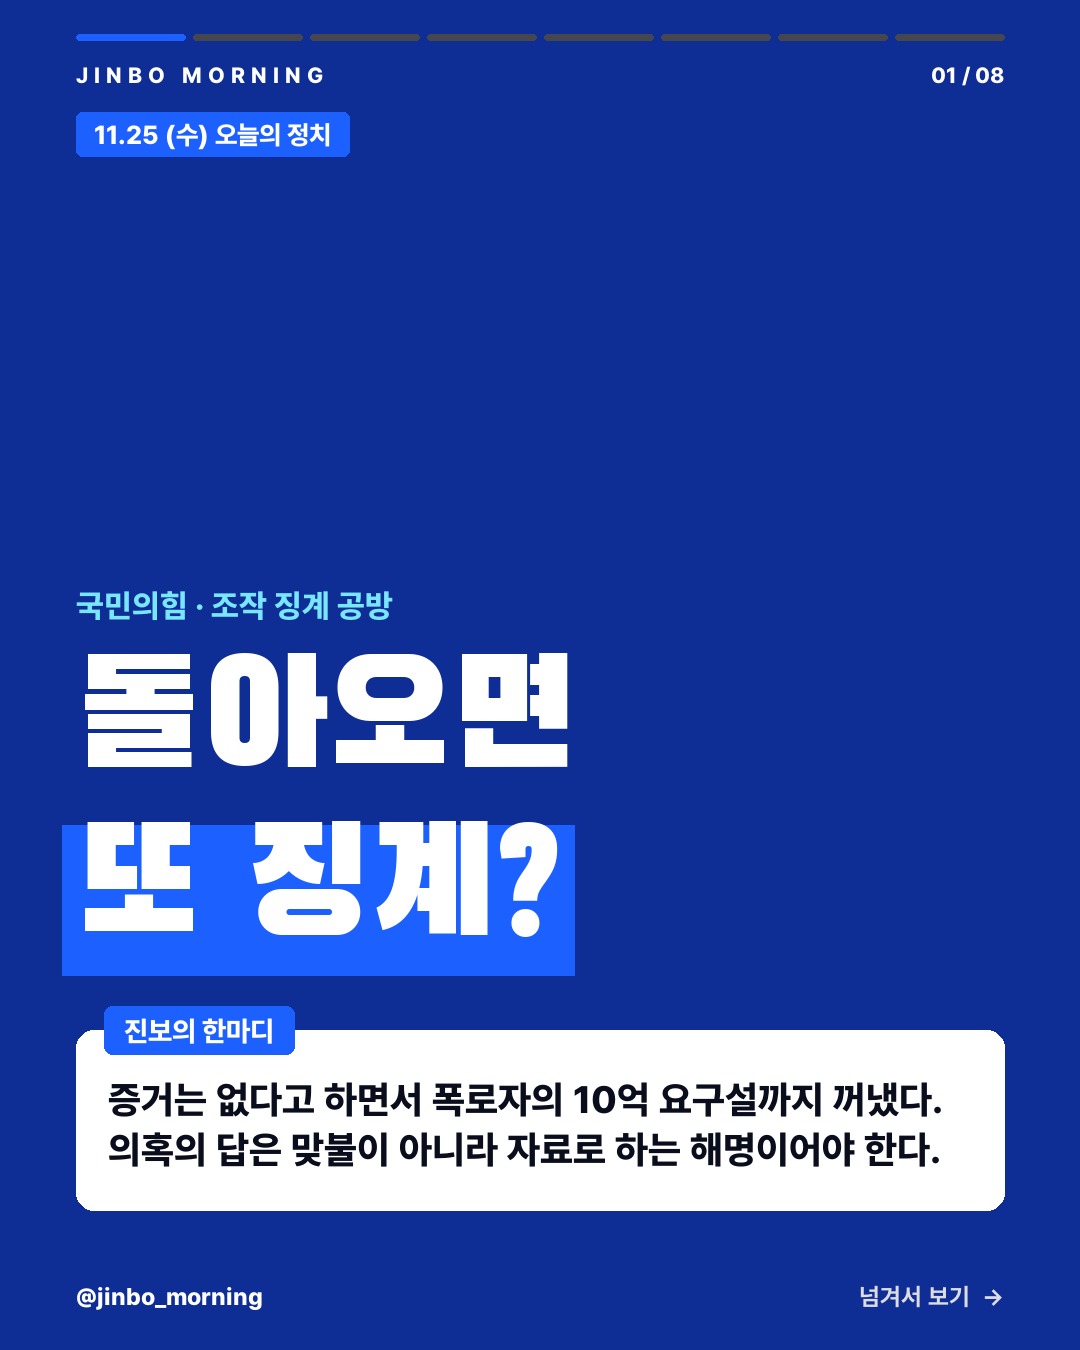 JINBO MORNING
01 / 08
11.25 (수) 오늘의 정치
국민의힘 · 조작 징계 공방
돌아오면
또 징계?
진보의 한마디
증거는 없다고 하면서 폭로자의 10억 요구설까지 꺼냈다.
의혹의 답은 맞불이 아니라 자료로 하는 해명이어야 한다.
@jinbo_morning
넘겨서 보기 →